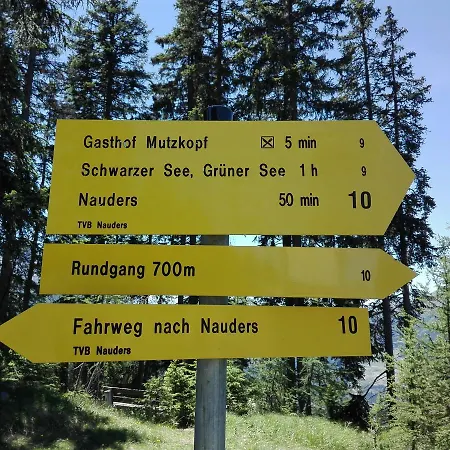 Gasthof Mutzkopf 5 min 9
Schwarzer See, Grüner See 1 h 9
Nauders 50 min 10
TVB Nauders
Rundgang 700m 10
Fahrweg nach Nauders 10
TVB Nauders